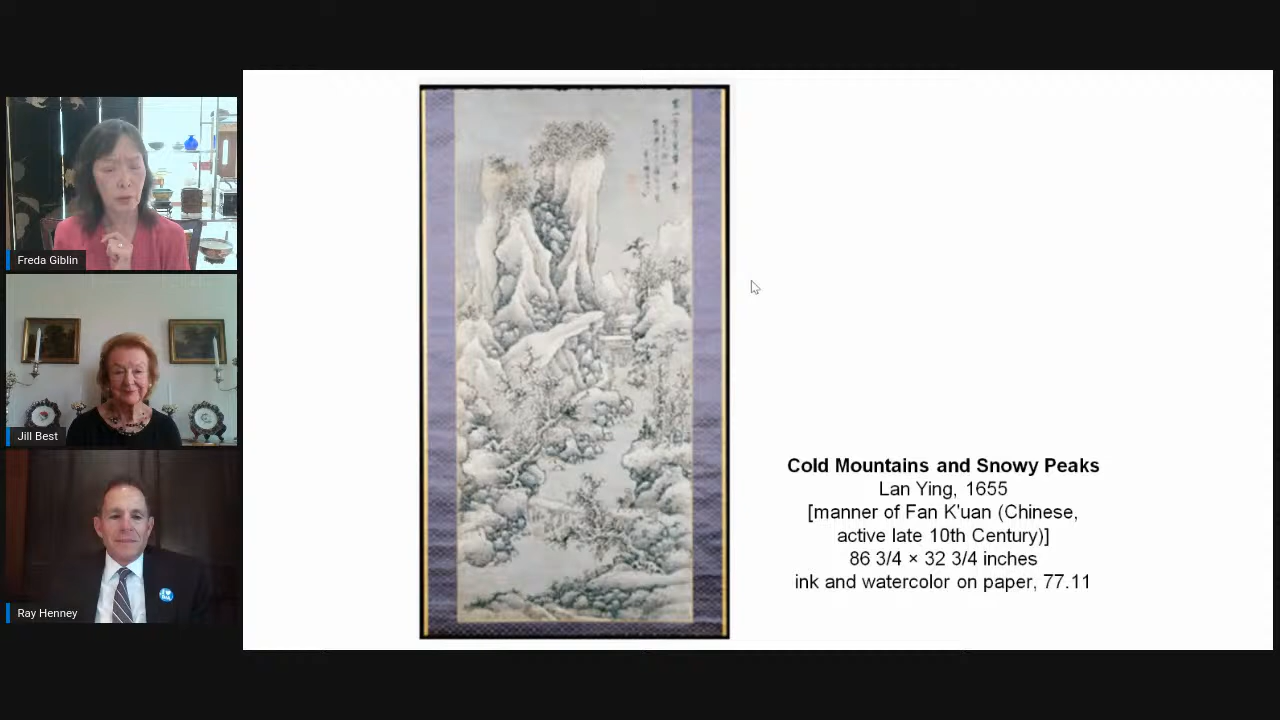 Freda Giblin
Jill Best
Ray Henney
Cold Mountains and Snowy Peaks
Lan Ying, 1655
[manner of Fan K'uan (Chinese,
active late 10th Century)]
86 3/4 × 32 3/4 inches
ink and watercolor on paper, 77.11